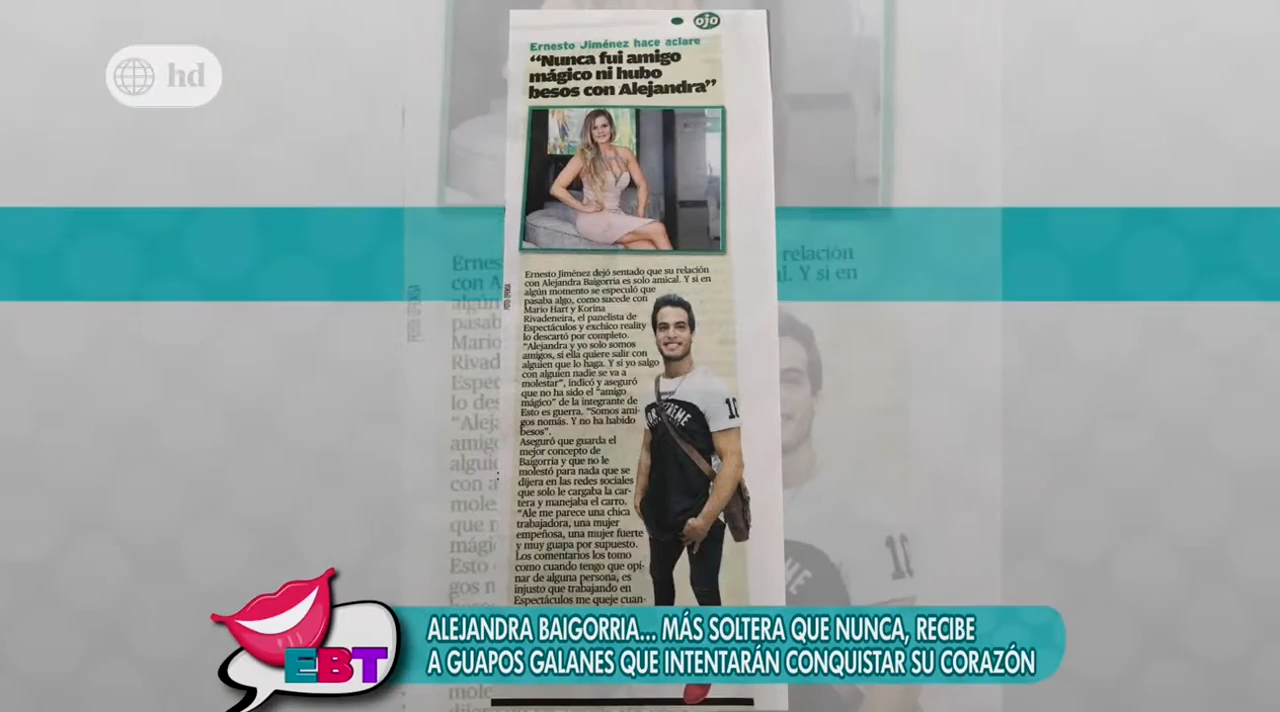 hd
ojo
Ernesto Jiménez hace aclare
“Nunca fui amigo
mágico ni hubo
besos con Alejandra”
Ernesto Jiménez dejó sentado que su relación
con Alejandra Baigorria es solo amical. Y si en
algún momento se especuló que
pasaba algo, como sucede con
Mario Hart y Korina
Rivadeneira, el panelista de
Espectáculos y exchico reality
lo descartó por completo.
“Alejandra y yo solo somos
amigos, si ella quiere salir con
alguien que lo haga. Y si yo salgo
con alguien nadie se va a
molestar”, indicó y aseguró
que no ha sido el “amigo
mágico” de la integrante de
Esto es guerra. “Somos ami-
gos nomás. Y no ha habido
besos”.
Aseguró que guarda el
mejor concepto de
Baigorria y que no le
molestó para nada que se
dijera en las redes sociales
que solo le cargaba la car-
tera y manejaba el carro.
“Ale me parece una chica
trabajadora, una mujer
empeñosa, una mujer fuerte
y muy guapa por supuesto.
Los comentarios los tomo
como cuando tengo que opi-
nar de alguna persona, es
injusto que trabajando en
Espectáculos me queje cuan-
10
EBT
ALEJANDRA BAIGORRIA... MÁS SOLTERA QUE NUNCA, RECIBE
A GUAPOS GALANES QUE INTENTARÁN CONQUISTAR SU CORAZÓN